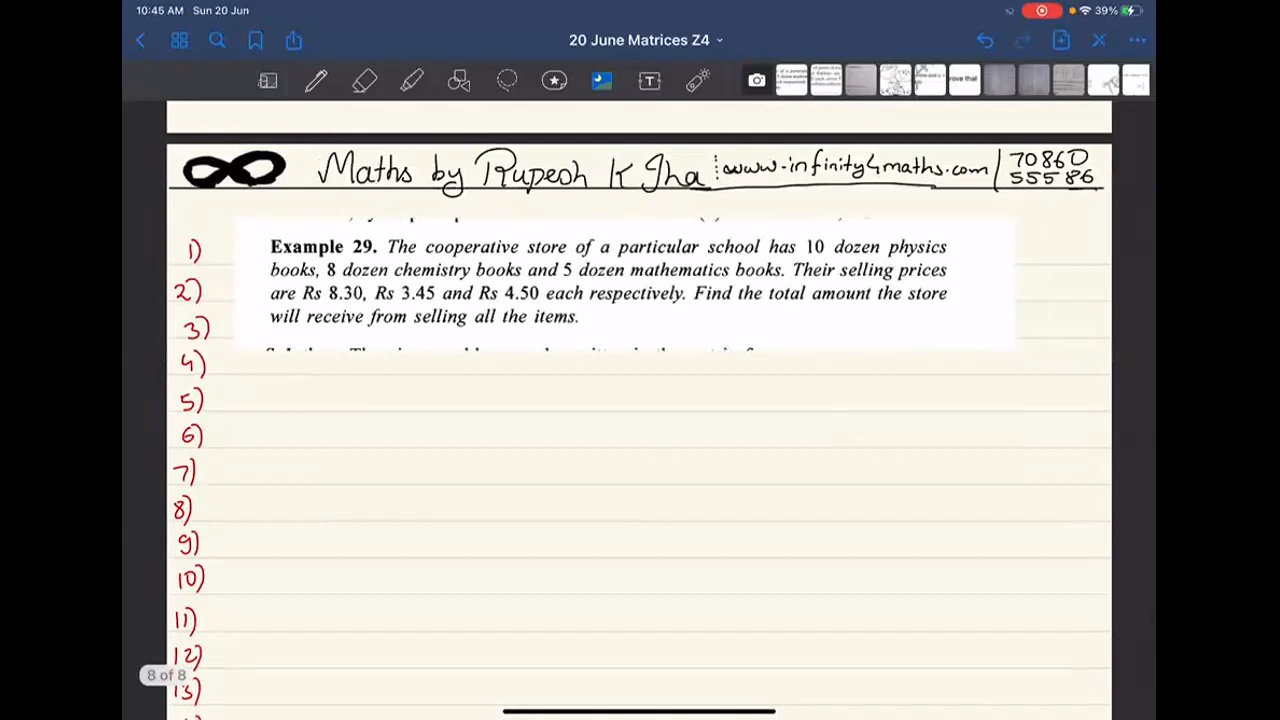 10:45 AM Sun 20 Jun
39%
20 June Matrices Z4
Maths by Rupesh K Jha www.infinity4maths.com 70860
55586
1)
Example 29. The cooperative store of a particular school has 10 dozen physics
2)
books, 8 dozen chemistry books and 5 dozen mathematics books. Their selling prices
are Rs 8.30, Rs 3.45 and Rs 4.50 each respectively. Find the total amount the store
3)
will receive from selling all the items.
4)
5)
6)
7)
8)
9)
10)
11)
12)
8 of 8
13)